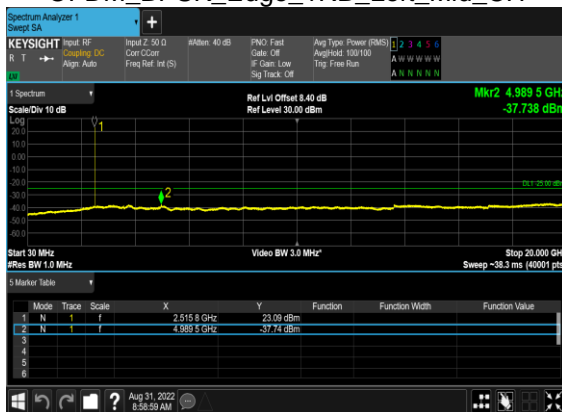 Spectrum Analyzer 1
Swept SA
+
KEYSIGHT
R T
LU
Input: RF
Coupling: DC
Align: Auto
Input Z: 50 Ω
Corr CCorr
Freq Ref: Int (S)
#Atten: 40 dB
PNO: Fast
Gate: Off
IF Gain: Low
Sig Track: Off
Avg Type: Power (RMS)
Avg|Hold: 100/100
Trig: Free Run
1 2 3 4 5 6
A W W W W W
A N N N N N
1 Spectrum
Scale/Div 10 dB
Ref Lvl Offset 8.40 dB
Ref Level 30.00 dBm
Mkr2 4.989 5 GHz
-37.738 dBm
Log
20.0
10.0
0.00
-10.0
-20.0
-30.0
-40.0
-50.0
-60.0
1
2
Start 30 MHz
#Res BW 1.0 MHz
Video BW 3.0 MHz*
Stop 20.000 GH
Sweep ~38.3 ms (40001 pts
5 Marker Table
Mode Trace Scale X Y Function Function Width Function Value
1 N 1 f 2.515 8 GHz 23.09 dBm
2 N 1 f 4.989 5 GHz -37.74 dBm
3
4
5
6
?
Aug 31, 2022
8:58:59 AM